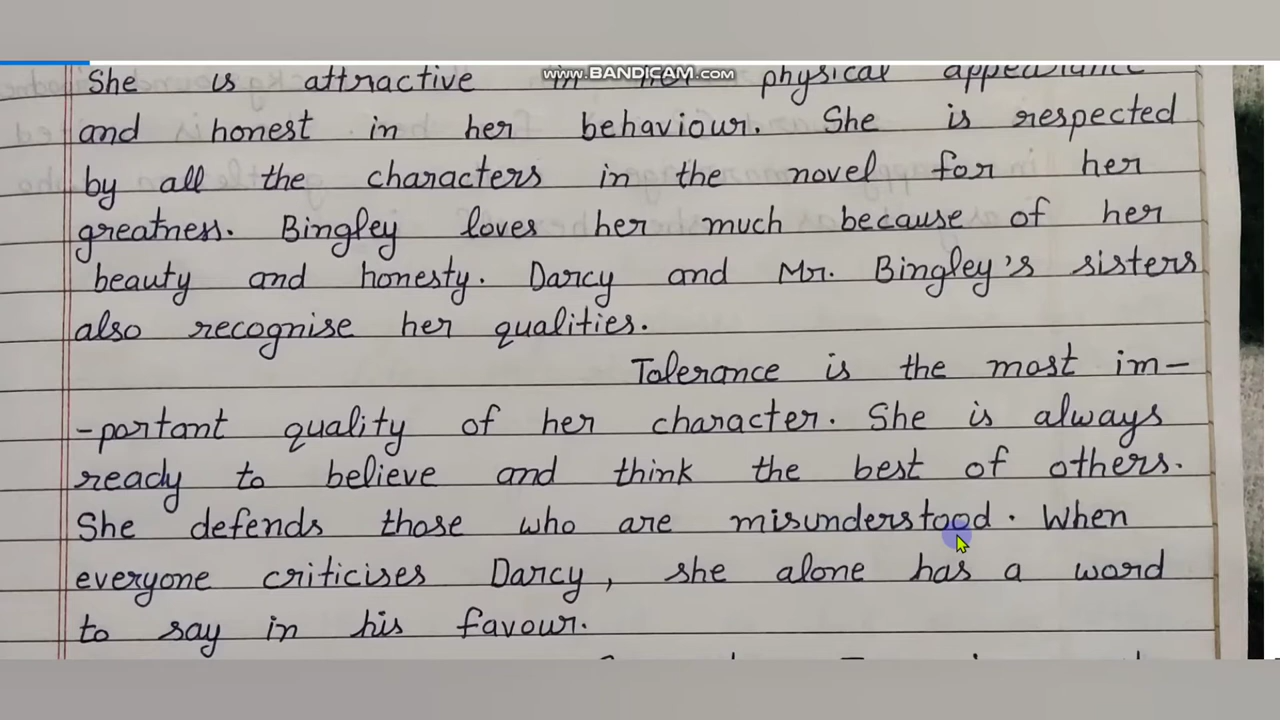 www.BANDICAM.com
She is attractive in her physical appearance
and honest in her behaviour. She is respected
by all the characters in the novel for her
greatness. Bingley loves her much because of her
beauty and honesty. Darcy and Mr. Bingley's sisters
also recognise her qualities.
Tolerance is the most im-
-portant quality of her character. She is always
ready to believe and think the best of others.
She defends those who are misunderstood. When
everyone criticises Darcy, she alone has a word
to say in his favour.